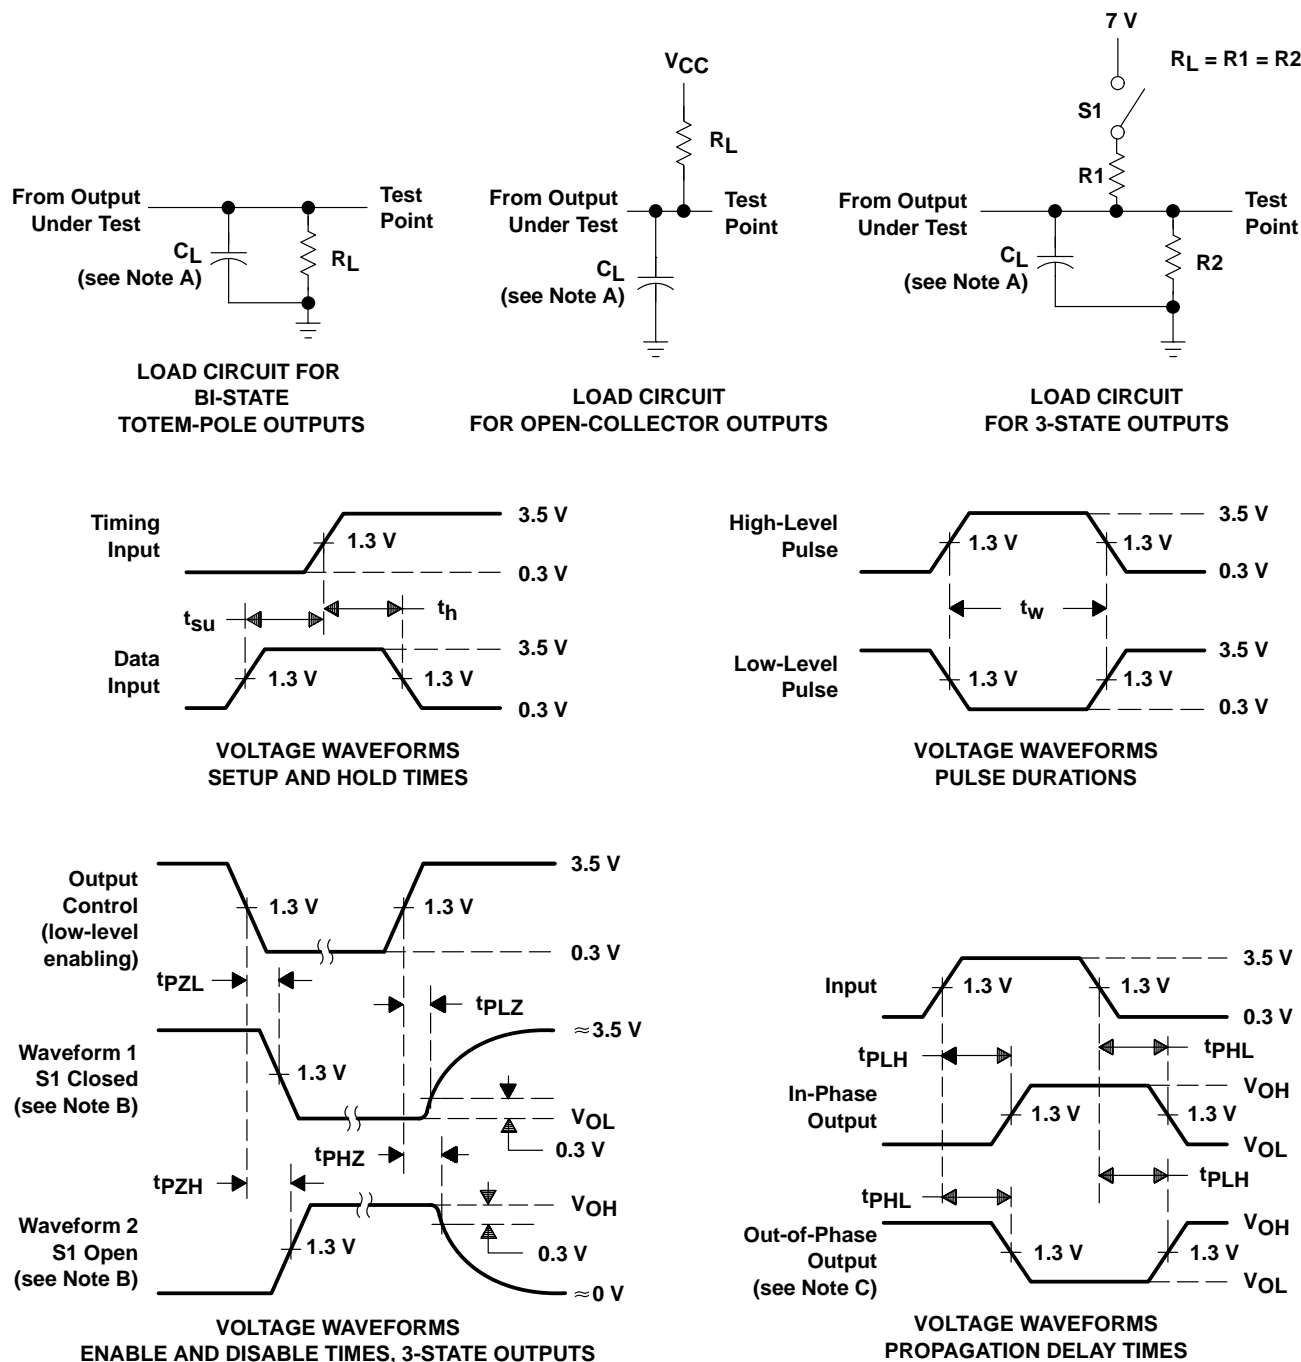 7 V
RL = R1 = R2
VCC
S1
RL
R1
From Output
Under Test
Test
Point
CL
(see Note A)
RL
From Output
Under Test
Test
Point
CL
(see Note A)
From Output
Under Test
Test
Point
CL
(see Note A)
R2
LOAD CIRCUIT FOR
BI-STATE
TOTEM-POLE OUTPUTS
LOAD CIRCUIT
FOR OPEN-COLLECTOR OUTPUTS
LOAD CIRCUIT
FOR 3-STATE OUTPUTS
Timing
Input
3.5 V
1.3 V
0.3 V
tsu
th
Data
Input
3.5 V
1.3 V
1.3 V
0.3 V
VOLTAGE WAVEFORMS
SETUP AND HOLD TIMES
High-Level
Pulse
3.5 V
1.3 V
1.3 V
0.3 V
tw
Low-Level
Pulse
3.5 V
1.3 V
1.3 V
0.3 V
VOLTAGE WAVEFORMS
PULSE DURATIONS
Output
Control
(low-level
enabling)
3.5 V
1.3 V
1.3 V
0.3 V
tPZL
tPLZ
Waveform 1
S1 Closed
(see Note B)
≈3.5 V
1.3 V
VOL
0.3 V
tPHZ
tPZH
Waveform 2
S1 Open
(see Note B)
VOH
1.3 V
0.3 V
≈0 V
VOLTAGE WAVEFORMS
ENABLE AND DISABLE TIMES, 3-STATE OUTPUTS
Input
3.5 V
1.3 V
1.3 V
0.3 V
tPLH
tPHL
In-Phase
Output
VOH
1.3 V
1.3 V
VOL
tPHL
tPLH
Out-of-Phase
Output
(see Note C)
VOH
1.3 V
1.3 V
VOL
VOLTAGE WAVEFORMS
PROPAGATION DELAY TIMES